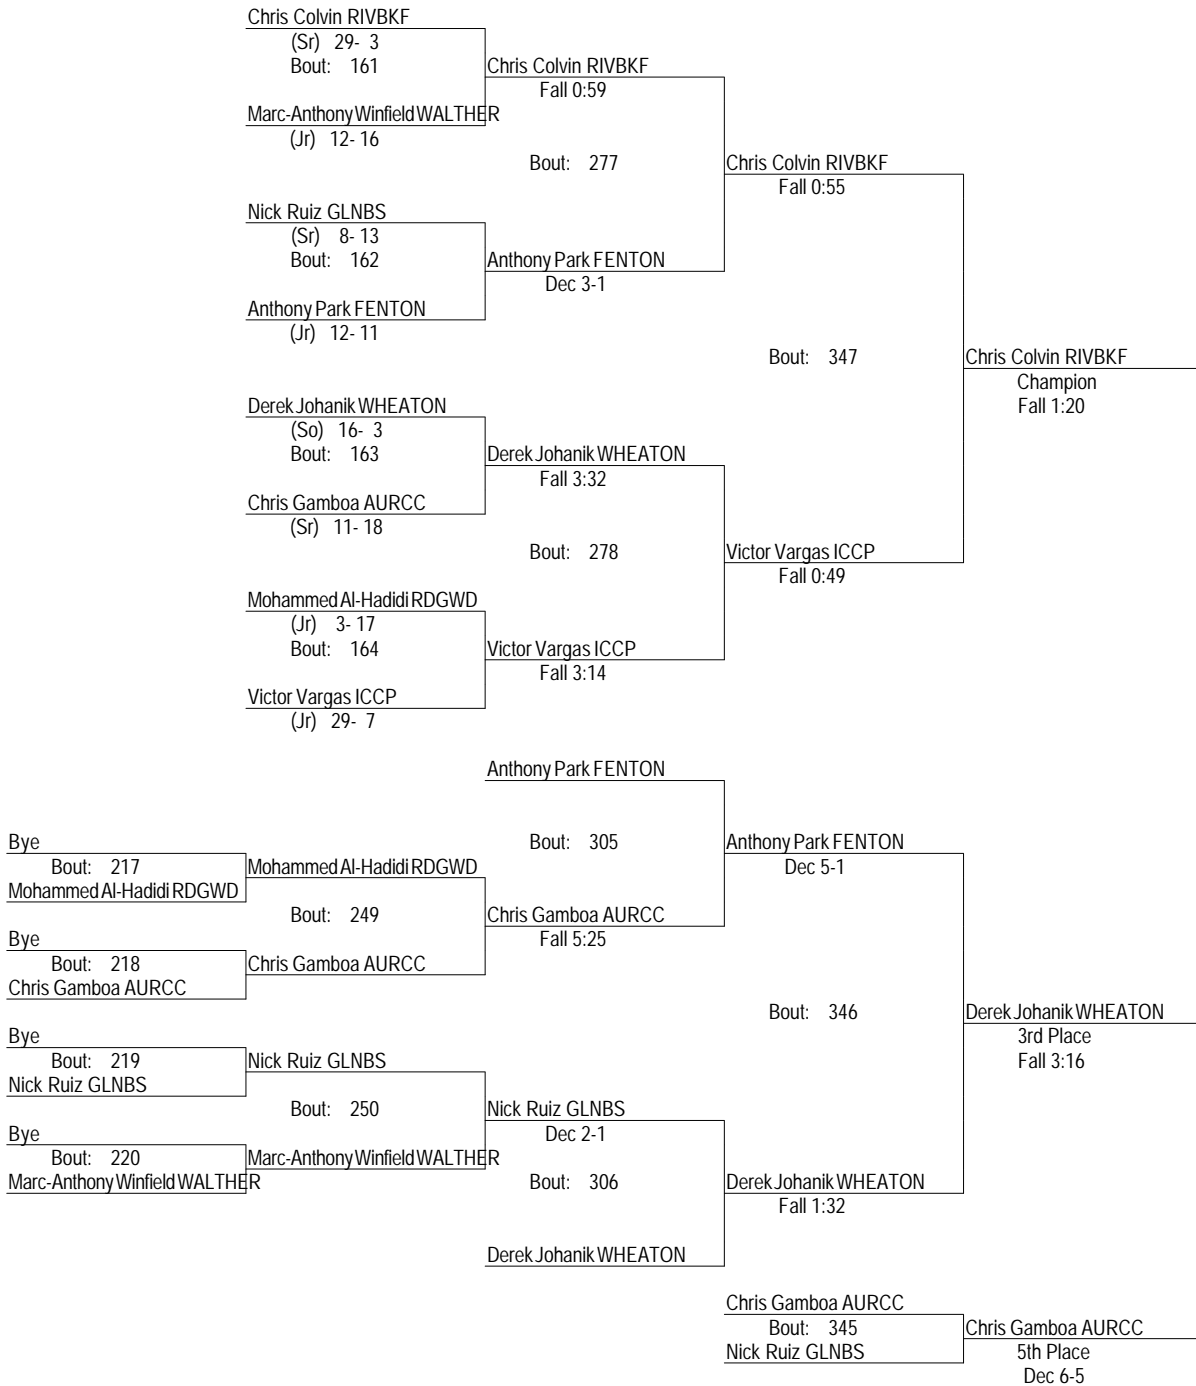 Chris Colvin RIVBKF
(Sr) 29- 3
Bout: 161
Chris Colvin RIVBKF
Fall 0:59
Marc-Anthony Winfield WALTHER
(Jr) 12- 16
Bout: 277
Chris Colvin RIVBKF
Fall 0:55
Nick Ruiz GLNBS
(Sr) 8- 13
Bout: 162
Anthony Park FENTON
Dec 3-1
Anthony Park FENTON
(Jr) 12- 11
Bout: 347
Chris Colvin RIVBKF
Champion
Fall 1:20
Derek Johanik WHEATON
(So) 16- 3
Bout: 163
Derek Johanik WHEATON
Fall 3:32
Chris Gamboa AURCC
(Sr) 11- 18
Bout: 278
Victor Vargas ICCP
Fall 0:49
Mohammed Al-Hadidi RDGWD
(Jr) 3- 17
Bout: 164
Victor Vargas ICCP
Fall 3:14
Victor Vargas ICCP
(Jr) 29- 7
Anthony Park FENTON
Bout: 305
Anthony Park FENTON
Dec 5-1
Bye
Bout: 217
Mohammed Al-Hadidi RDGWD
Mohammed Al-Hadidi RDGWD
Bout: 249
Chris Gamboa AURCC
Fall 5:25
Bye
Bout: 218
Chris Gamboa AURCC
Chris Gamboa AURCC
Bout: 346
Derek Johanik WHEATON
3rd Place
Fall 3:16
Bye
Bout: 219
Nick Ruiz GLNBS
Nick Ruiz GLNBS
Bout: 250
Nick Ruiz GLNBS
Dec 2-1
Bye
Bout: 220
Marc-Anthony Winfield WALTHER
Marc-Anthony Winfield WALTHER
Bout: 306
Derek Johanik WHEATON
Fall 1:32
Derek Johanik WHEATON
Chris Gamboa AURCC
Bout: 345
Nick Ruiz GLNBS
Chris Gamboa AURCC
5th Place
Dec 6-5